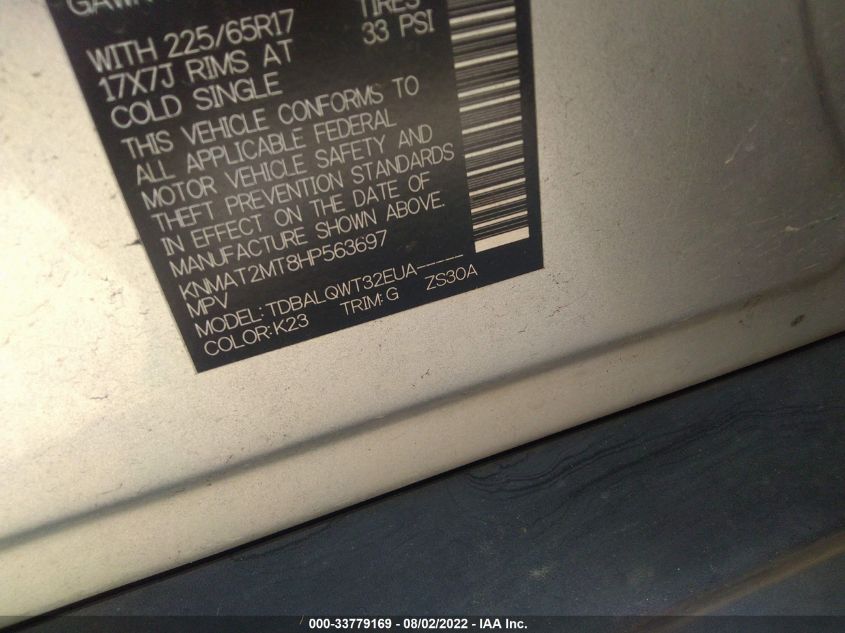 TIRES
WITH 225/65R17 33 PSI
17X7J RIMS AT
COLD SINGLE
THIS VEHICLE CONFORMS TO
ALL APPLICABLE FEDERAL
MOTOR VEHICLE SAFETY AND
THEFT PREVENTION STANDARDS
IN EFFECT ON THE DATE OF
MANUFACTURE SHOWN ABOVE.
KNMAT2MT8HP563697
MPV
MODEL: TDBALQWT32EUA-----
COLOR:K23 TRIM:G ZS30A
000-33779169 - 08/02/2022 - IAA Inc.